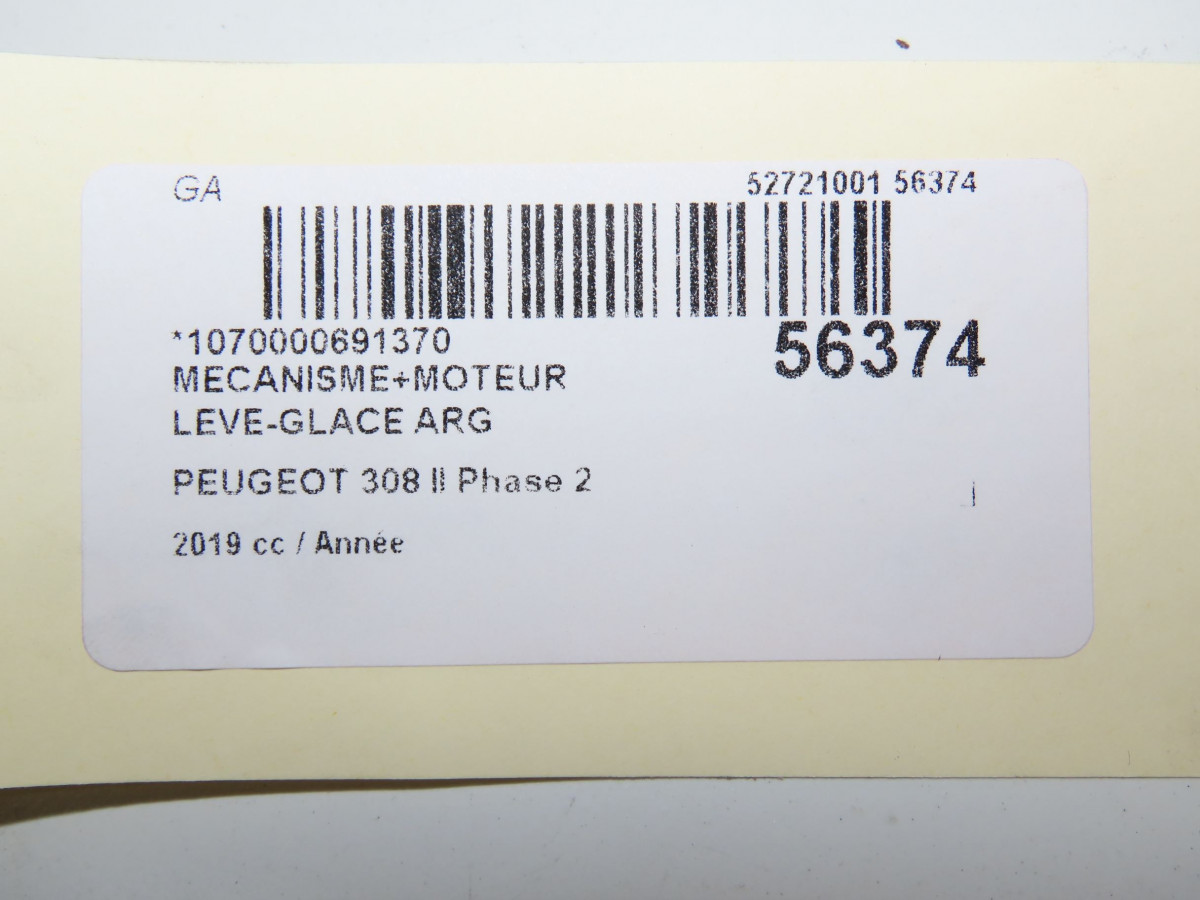 GA 52721001 56374
*1070000691370
56374
MECANISME+MOTEUR
LEVE-GLACE ARG
PEUGEOT 308 II Phase 2
2019 cc / Année